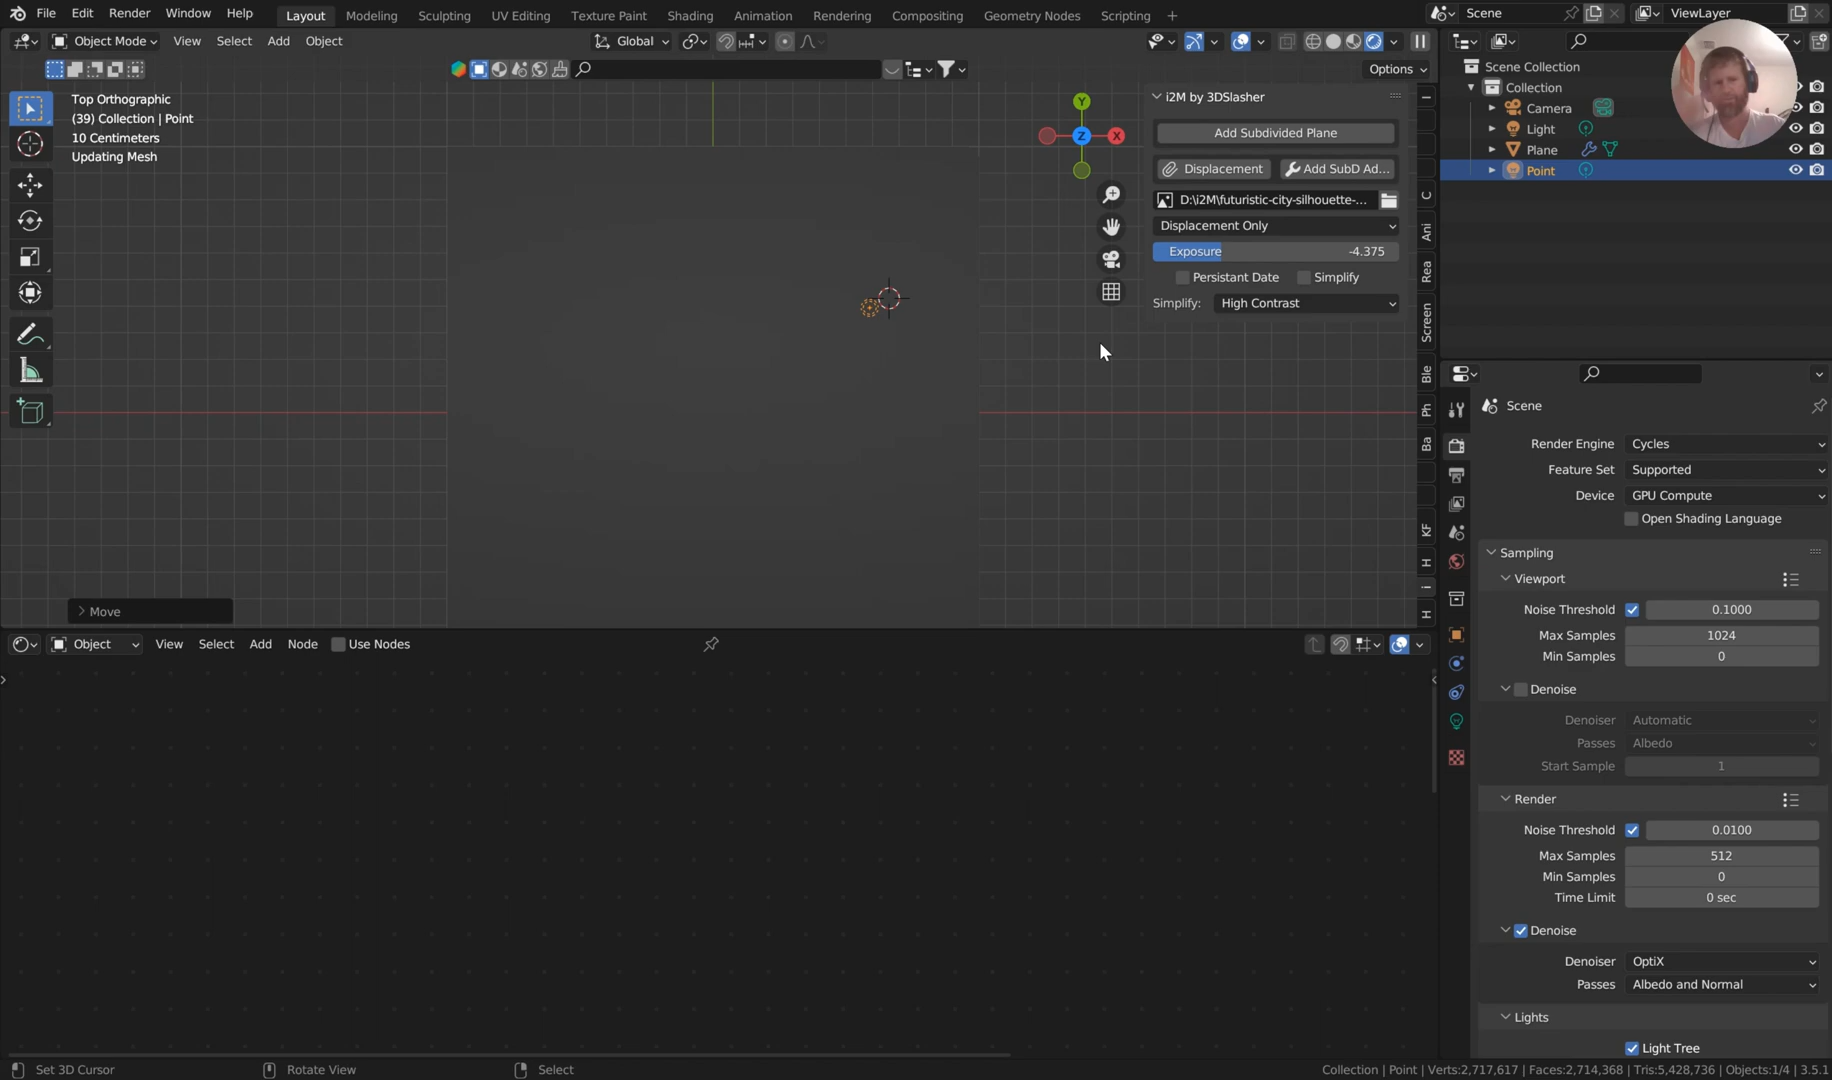 File Edit Render Window Help Layout Modeling Sculpting UV Editing Texture Paint Shading Animation Rendering Compositing Geometry Nodes Scripting + Scene ViewLayer
Object Mode View Select Add Object Global
Options
Top Orthographic
(39) Collection | Point
10 Centimeters
Updating Mesh
Y
Z
X
i2M by 3DSlasher
Add Subdivided Plane
Displacement Add SubD Ad...
D:\i2M\futuristic-city-silhouette-...
Displacement Only
Exposure -4.375
Persistant Date Simplify
Simplify: High Contrast
C
Ani
Rea
Screen
Ble
Ph
Ba
KF
H
i
H
Move
Scene Collection
Collection
Camera
Light
Plane
Point
Scene
Render Engine Cycles
Feature Set Supported
Device GPU Compute
Open Shading Language
Sampling
Viewport
Noise Threshold 0.1000
Max Samples 1024
Min Samples 0
Denoise
Denoiser Automatic
Passes Albedo
Start Sample 1
Render
Noise Threshold 0.0100
Max Samples 512
Min Samples 0
Time Limit 0 sec
Denoise
Denoiser OptiX
Passes Albedo and Normal
Lights
Light Tree
Object View Select Add Node Use Nodes
Set 3D Cursor Rotate View Select Collection | Point | Verts:2,717,617 | Faces:2,714,368 | Tris:5,428,736 | Objects:1/4 | 3.5.1